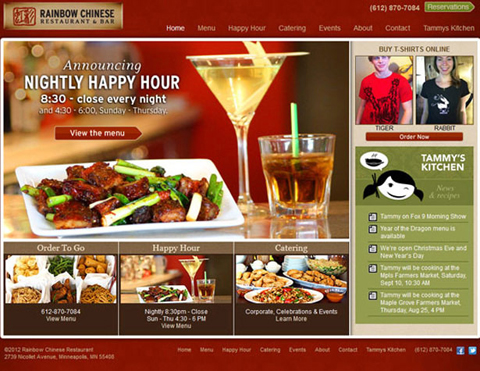 RAINBOW CHINESE
RESTAURANT & BAR
(612) 870-7084
Reservations
Home Menu Happy Hour Catering Events About Contact Tammys Kitchen
Announcing
NIGHTLY HAPPY HOUR
8:30 - close every night
and 4:30 - 6:00, Sunday - Thursday.
View the menu
BUY T-SHIRTS ONLINE
TIGER RABBIT
Order Now
TAMMY'S
KITCHEN
News
& recipes
Tammy on Fox 9 Morning Show
Year of the Dragon menu is
available
We're open Christmas Eve and
New Year's Day
Tammy will be cooking at the
Mpls Farmers Market, Saturday,
Sept 10, 10:30 AM
Tammy will be cooking at the
Maple Grove Farmers Market,
Thursday, Aug 25, 4 PM
Order To Go
612-870-7084
View Menu
Happy Hour
Nightly 8:30pm - Close
Sun - Thu 4:30 - 6 PM
View Menu
Catering
Corporate, Celebrations & Events
Learn More
©2012 Rainbow Chinese Restaurant
2739 Nicollet Avenue, Minneapolis, MN 55408
Home Menu Happy Hour Catering Events About Contact Tammys Kitchen (612) 870-7084